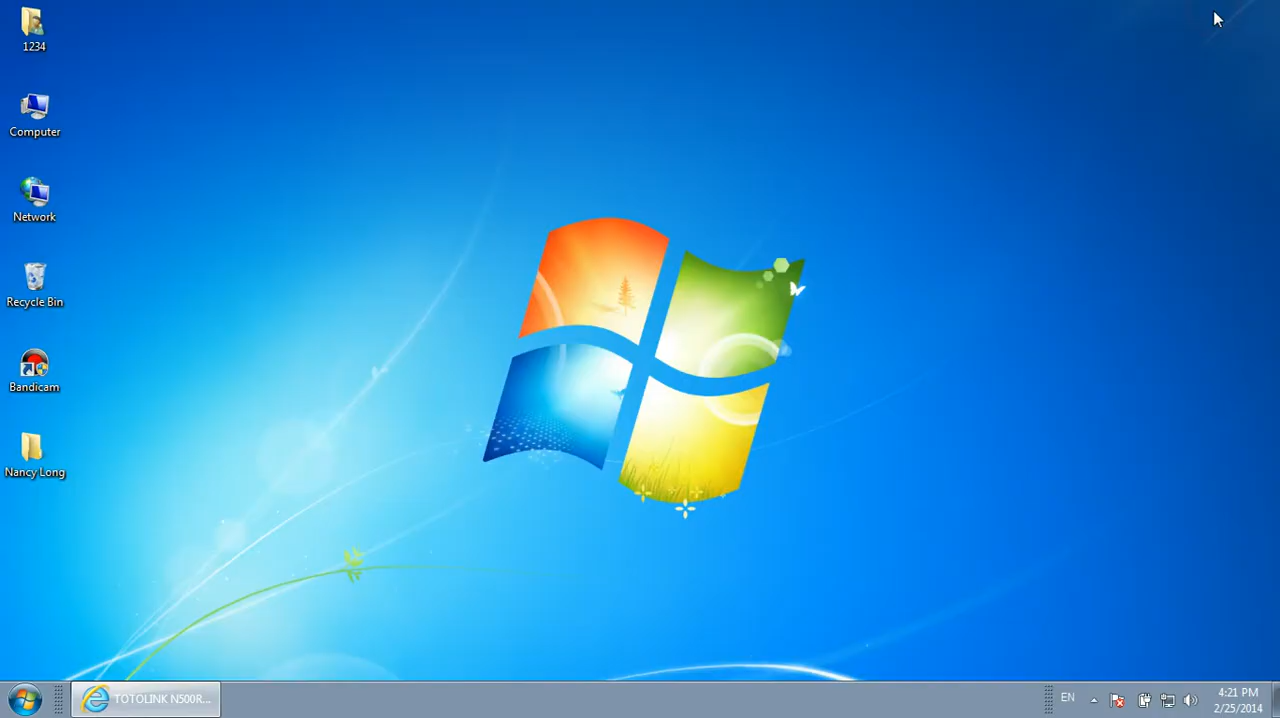 1234
Computer
Network
Recycle Bin
Bandicam
Nancy Long
TOTOLINK N500R...
EN
4:21 PM
2/25/2014